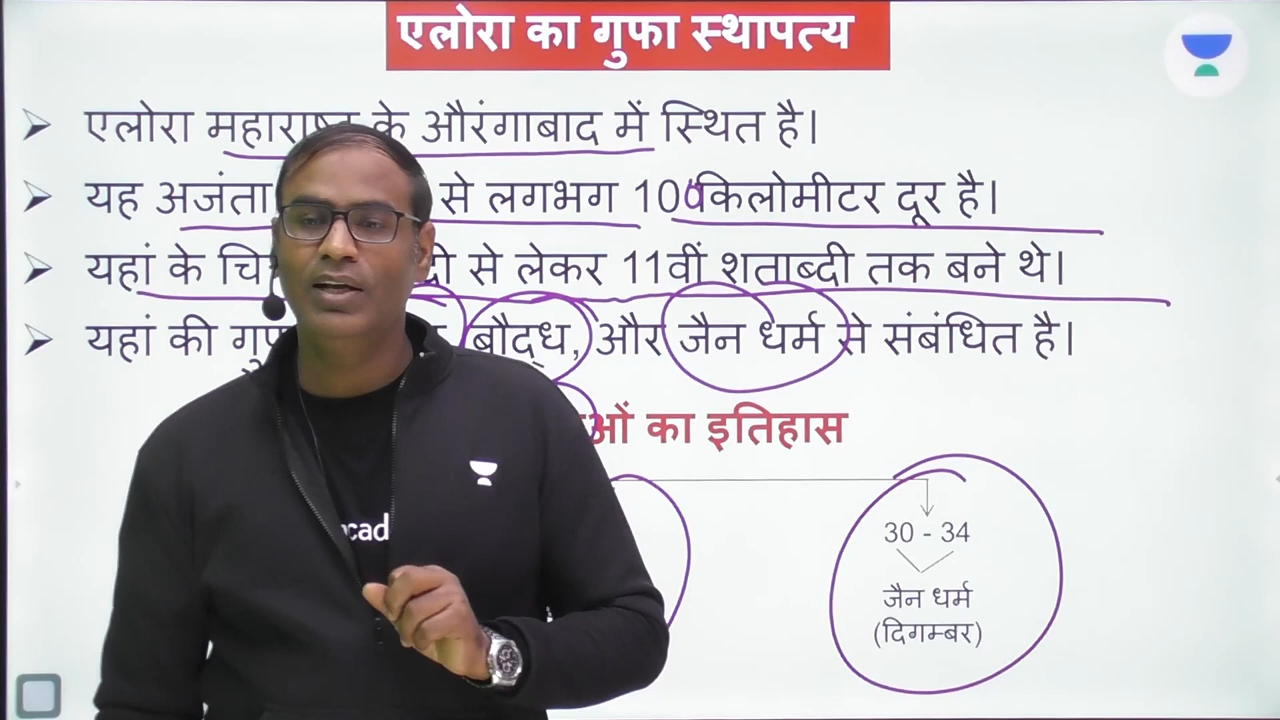 एलोरा का गुफा स्थापत्य
एलोरा महाराष्ट्र के औरंगाबाद में स्थित है।
यह अजंता से लगभग 100 किलोमीटर दूर है।
यहां के से लेकर 11वीं शताब्दी तक बने थे।
यहां की बौद्ध, और जैन धर्म से संबंधित है।
का इतिहास
30 - 34
जैन धर्म
(दिगम्बर)